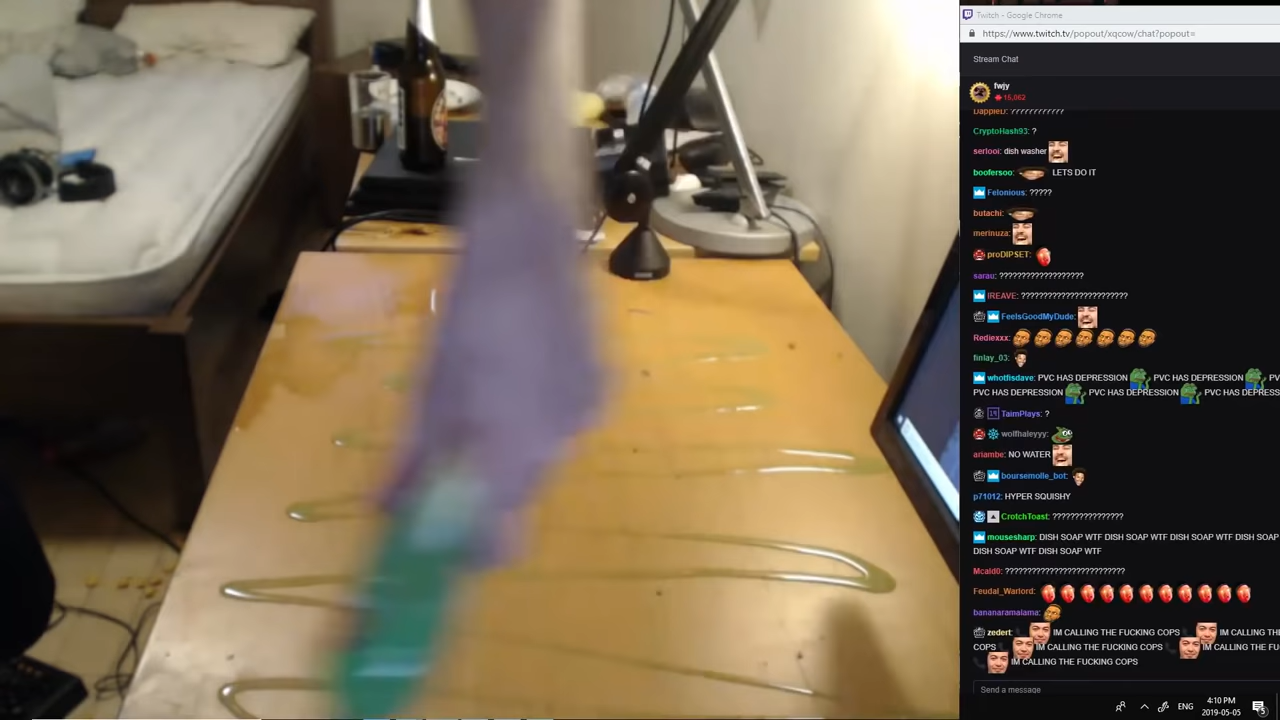 Twitch - Google Chrome
https://www.twitch.tv/popout/xqcow/chat?popout=
Stream Chat
fwjy
15,062
DappleD: ????????????
CryptoHash93: ?
serlooi: dish washer
boofersoo: LETS DO IT
Felonious: ?????
butachi:
merinuza:
proDIPSET:
sarau: ???????????????????
IREAVE: ????????????????????????
FeelsGoodMyDude:
Rediexxx:
finlay_03:
whotfisdave: PVC HAS DEPRESSION PVC HAS DEPRESSION PV
PVC HAS DEPRESSION PVC HAS DEPRESSION PVC HAS DEPRESS
TaimPlays: ?
wolfhaleyyy:
ariambe: NO WATER
boursemolle_bot:
p71012: HYPER SQUISHY
CrotchToast: ????????????????
mousesharp: DISH SOAP WTF DISH SOAP WTF DISH SOAP WTF DISH SOAP
DISH SOAP WTF DISH SOAP WTF
Mcald0: ???????????????????????????
Feudal_Warlord:
bananaramalama:
zedert: IM CALLING THE FUCKING COPS IM CALLING THE
COPS IM CALLING THE FUCKING COPS IM CALLING THE FU
IM CALLING THE FUCKING COPS
Send a message
ENG
4:10 PM
2019-05-05
5